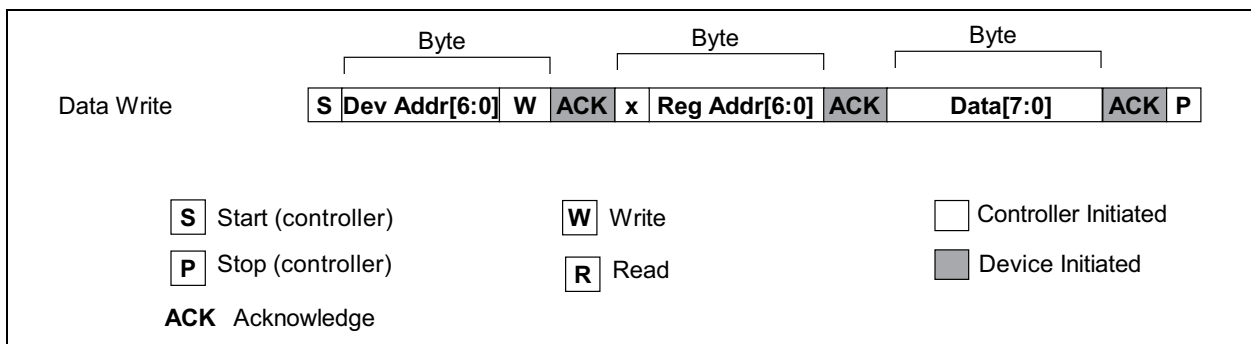 Byte Byte Byte
Data Write S Dev Addr[6:0] W ACK x Reg Addr[6:0] ACK Data[7:0] ACK P
S Start (controller) W Write Controller Initiated
P Stop (controller) R Read Device Initiated
ACK Acknowledge